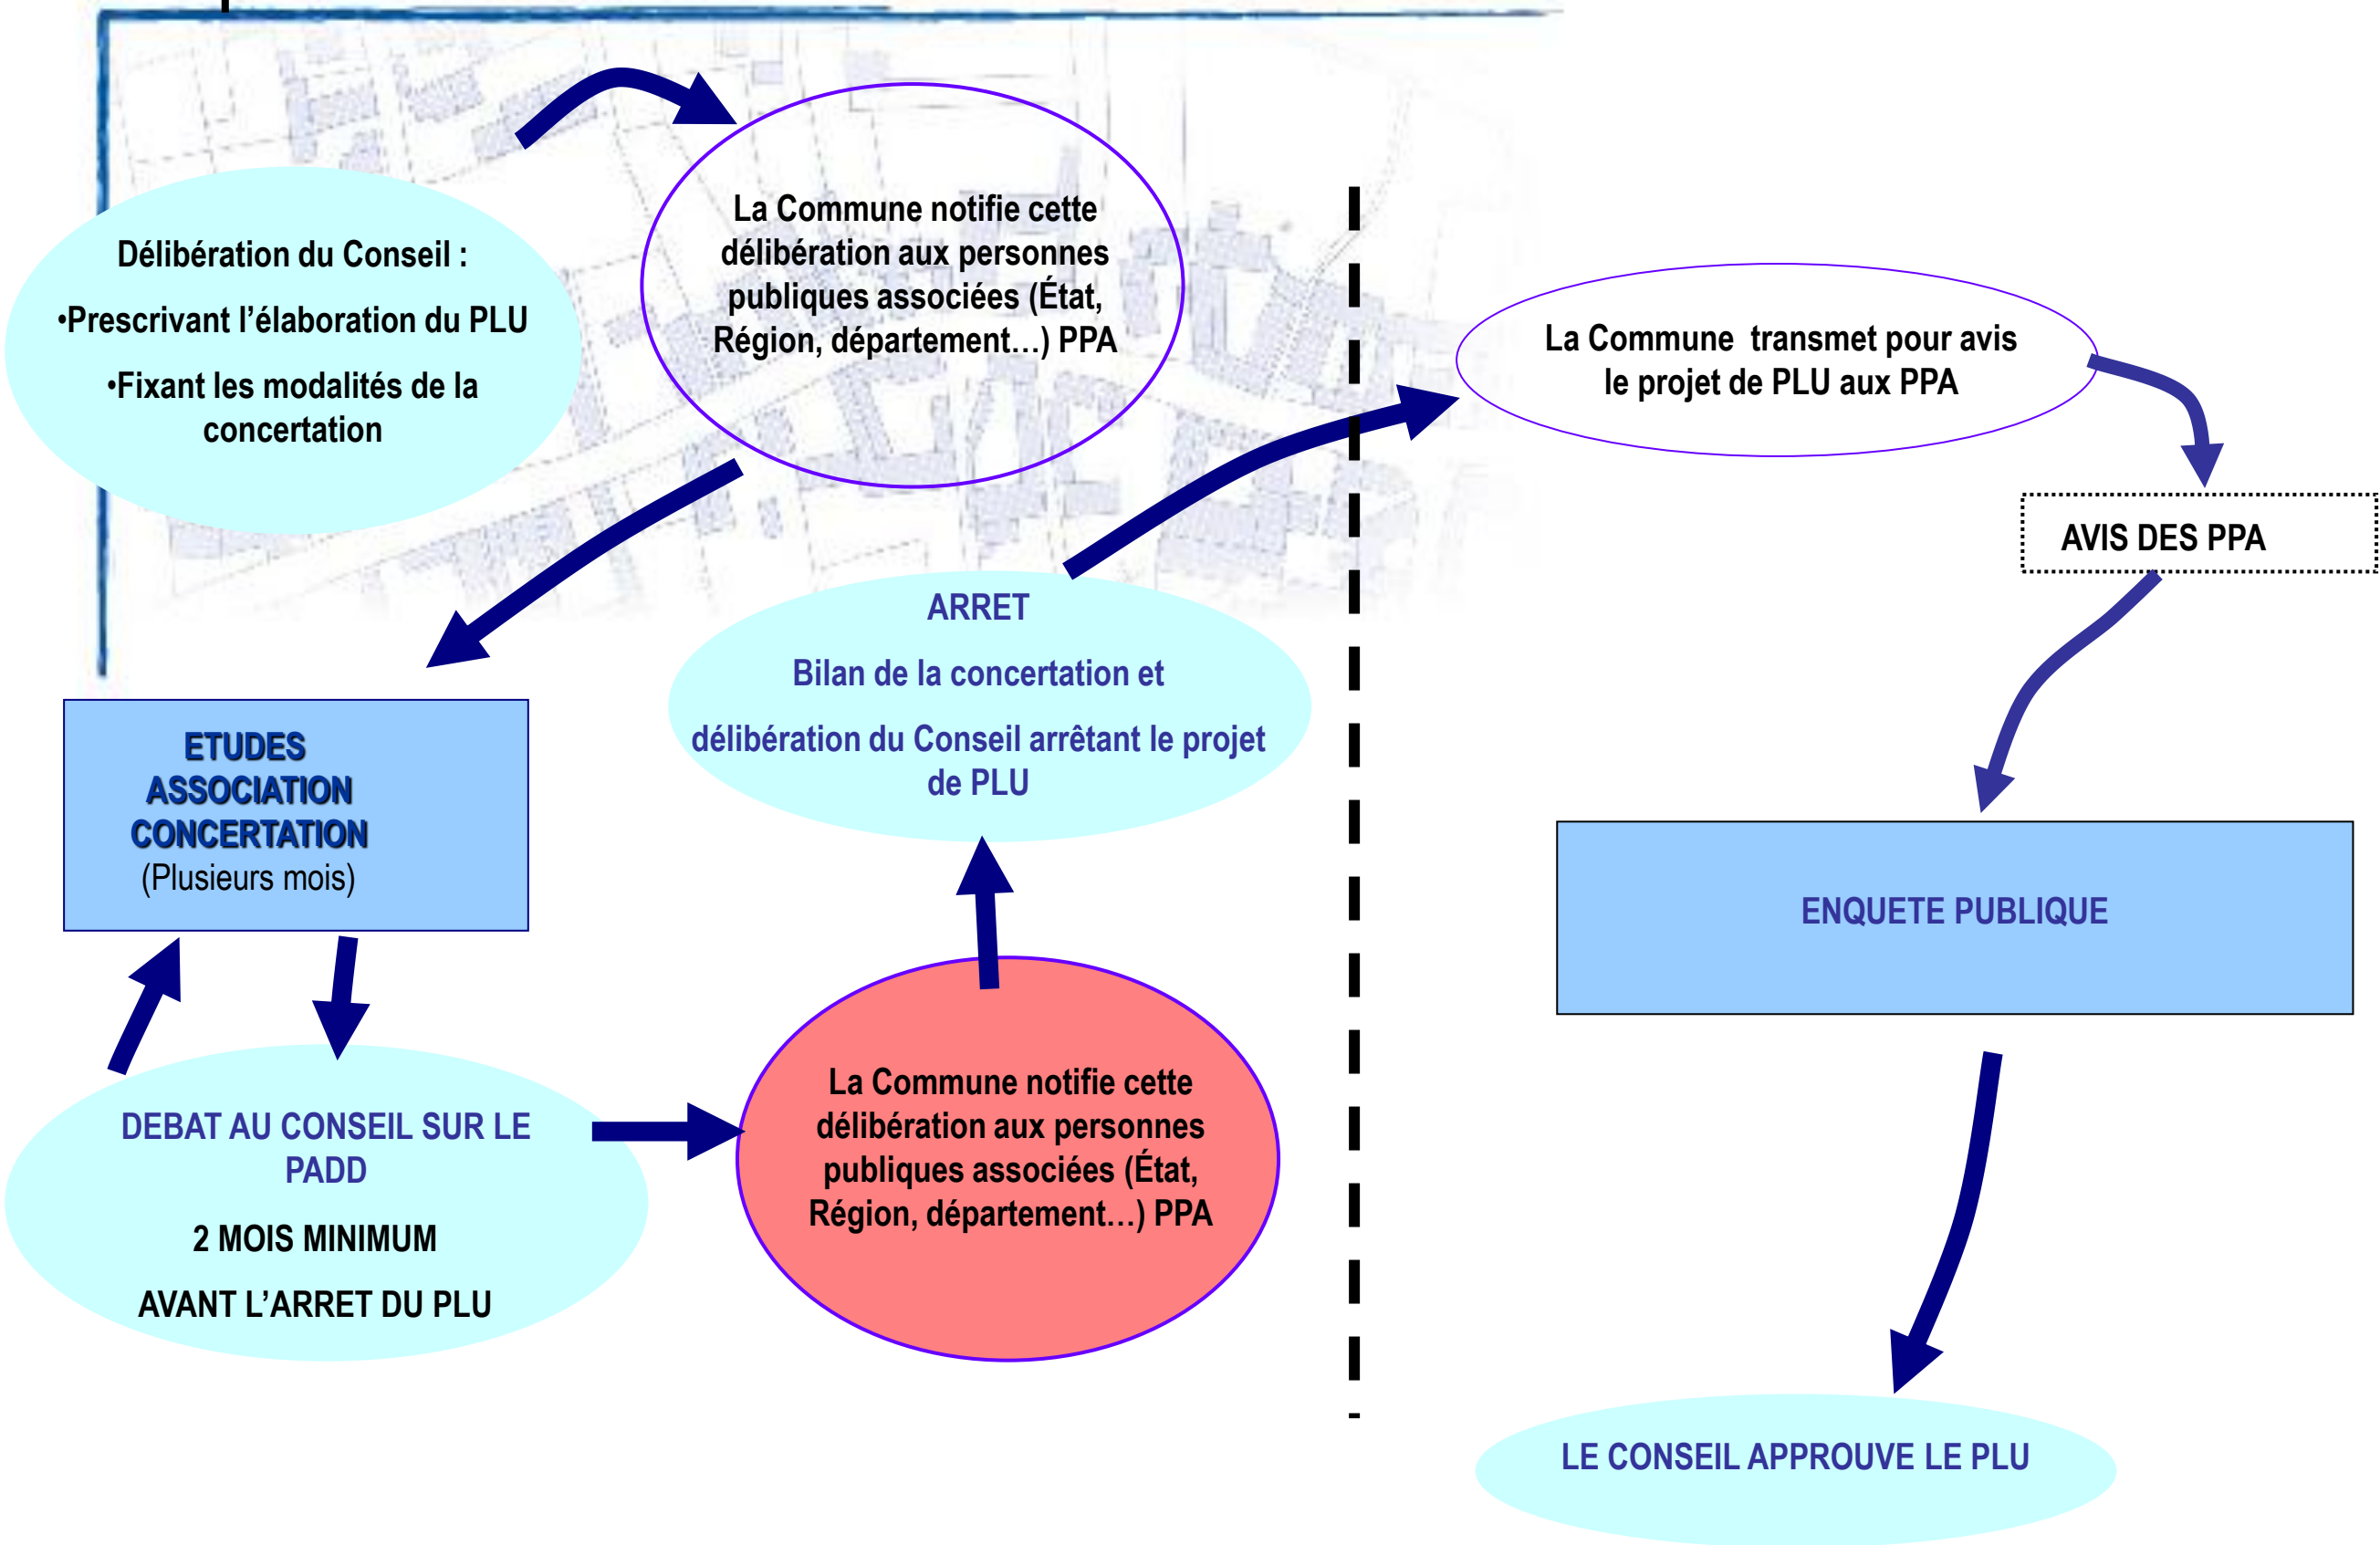 Délibération du Conseil :
•Prescrivant l’élaboration du PLU
•Fixant les modalités de la
concertation
La Commune notifie cette
délibération aux personnes
publiques associées (État,
Région, département…) PPA
ETUDES
ASSOCIATION
CONCERTATION
(Plusieurs mois)
DEBAT AU CONSEIL SUR LE
PADD
2 MOIS MINIMUM
AVANT L’ARRET DU PLU
La Commune notifie cette
délibération aux personnes
publiques associées (État,
Région, département…) PPA
ARRET
Bilan de la concertation et
délibération du Conseil arrêtant le projet
de PLU
La Commune  transmet pour avis
le projet de PLU aux PPA
AVIS DES PPA
ENQUETE PUBLIQUE
LE CONSEIL APPROUVE LE PLU